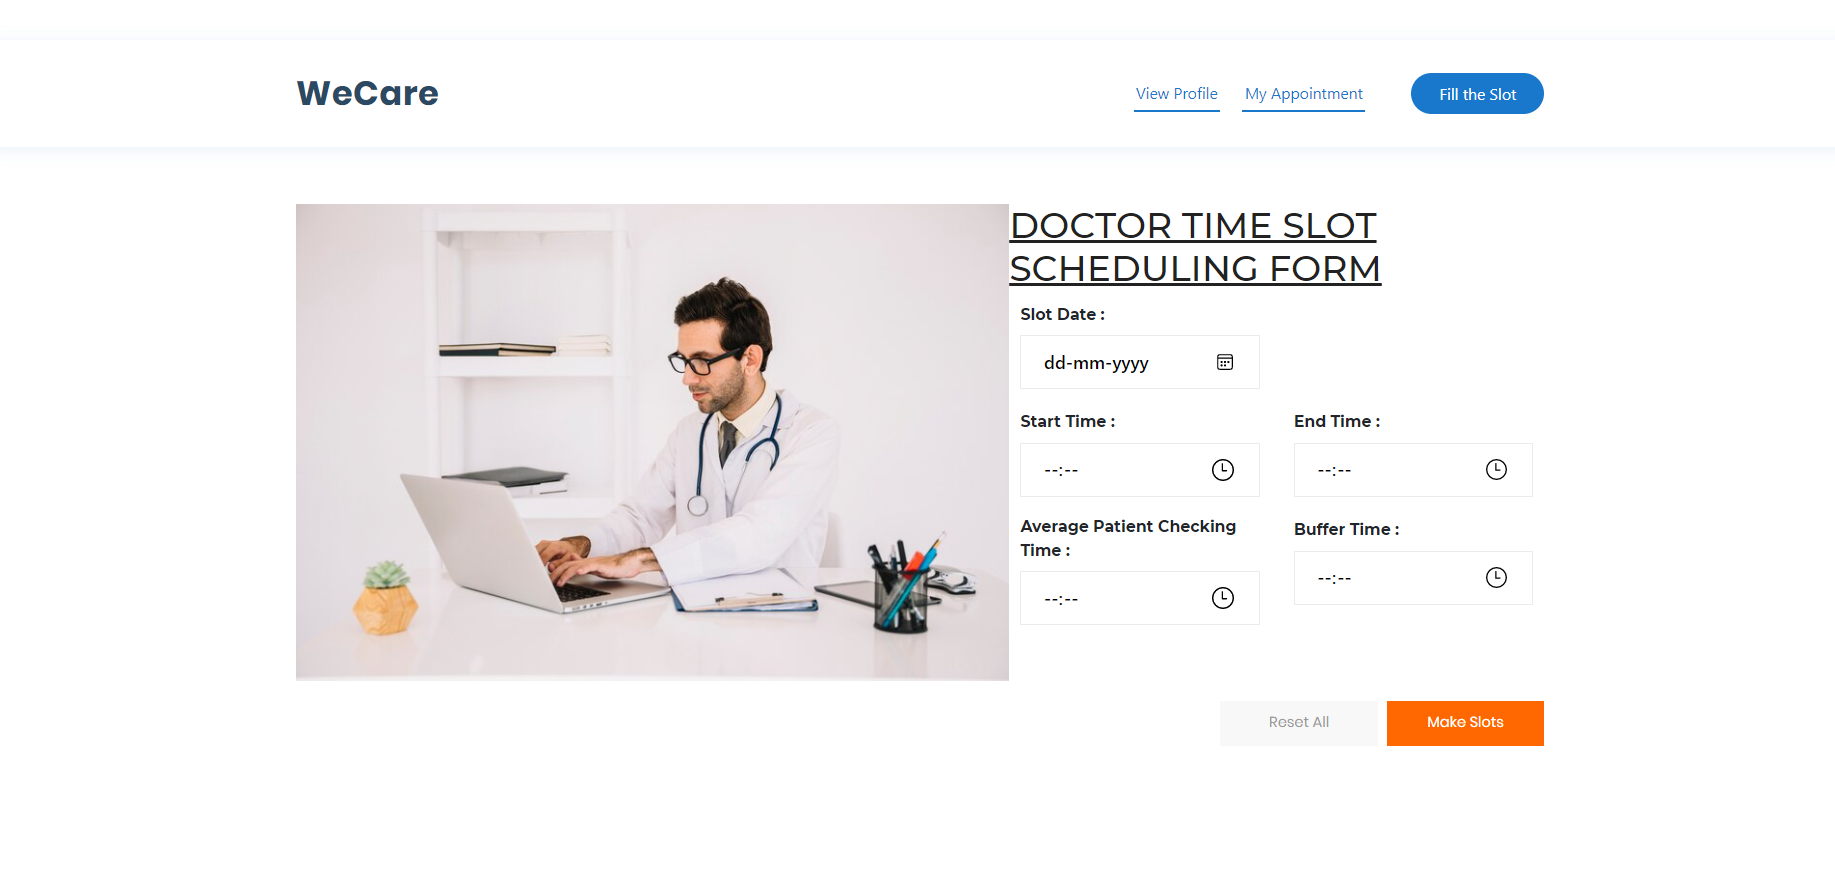 WeCare
View Profile
My Appointment
Fill the Slot
DOCTOR TIME SLOT
SCHEDULING FORM
Slot Date :
dd-mm-yyyy
Start Time :
End Time :
--:--
--:--
Average Patient Checking
Time :
Buffer Time :
--:--
--:--
Reset All
Make Slots